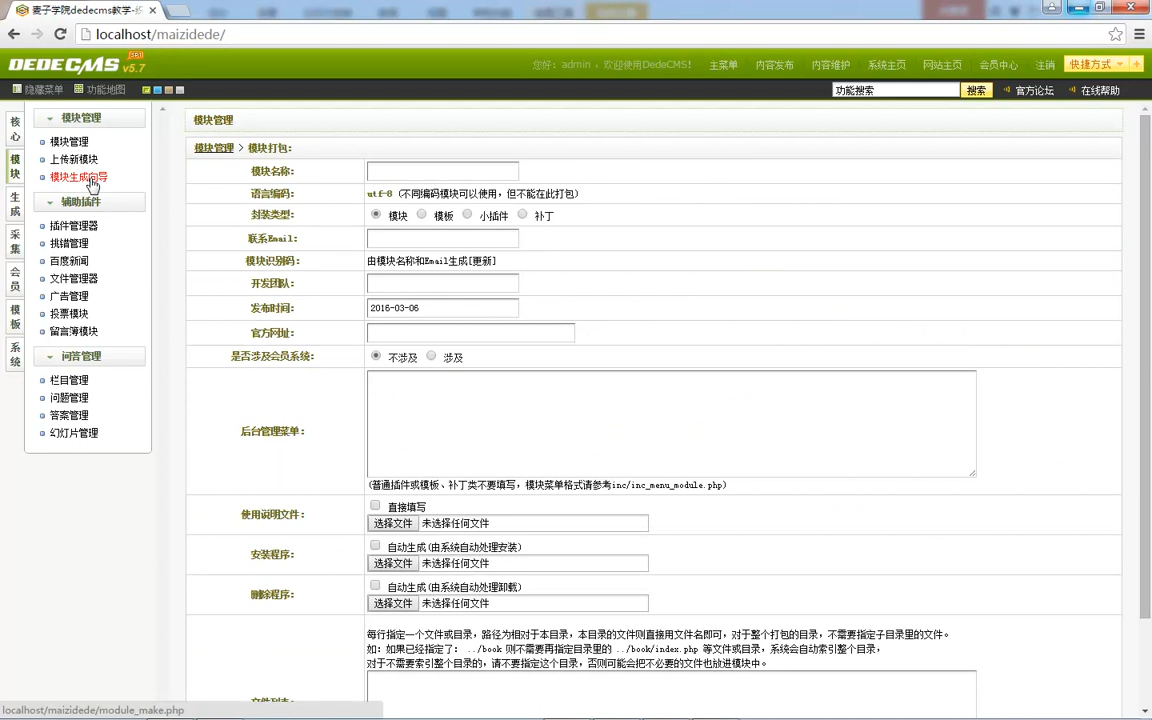 麦子学院dedecms教学-织
localhost/maizidede/
DEDECMS v5.7 SP1
您好：admin ，欢迎使用DedeCMS！ 主菜单 内容发布 内容维护 系统主页 网站主页 会员中心 注销 快捷方式
隐藏菜单 功能地图 功能搜索 搜索 官方论坛 在线帮助
核心
模块
生成
采集
会员
模板
系统
模块管理
模块管理
上传新模块
模块生成向导
辅助插件
插件管理器
挑错管理
百度新闻
文件管理器
广告管理
投票模块
留言簿模块
问答管理
栏目管理
问题管理
答案管理
幻灯片管理
模块管理
模块管理 > 模块打包：
模块名称：
语言编码： utf-8（不同编码模块可以使用，但不能在此打包）
封装类型： 模块 模板 小插件 补丁
联系Email：
模块识别码： 由模块名称和Email生成[更新]
开发团队：
发布时间： 2016-03-06
官方网址：
是否涉及会员系统： 不涉及 涉及
后台管理菜单：
(普通插件或模板、补丁类不要填写，模块菜单格式请参考inc/inc_menu_module.php)
使用说明文件： 直接填写
选择文件 未选择任何文件
安装程序： 自动生成(由系统自动处理安装)
选择文件 未选择任何文件
删除程序： 自动生成(由系统自动处理卸载)
选择文件 未选择任何文件
每行指定一个文件或目录，路径为相对于本目录，本目录的文件则直接用文件名即可，对于整个打包的目录，不需要指定子目录里的文件。
如：如果已经指定了： ../book 则不需要再指定目录里的 ../book/index.php 等文件或目录，系统会自动索引整个目录，
对于不需要索引整个目录的，请不要指定这个目录，否则可能会把不必要的文件也放进模块中。
文件列表：
localhost/maizidede/module_make.php